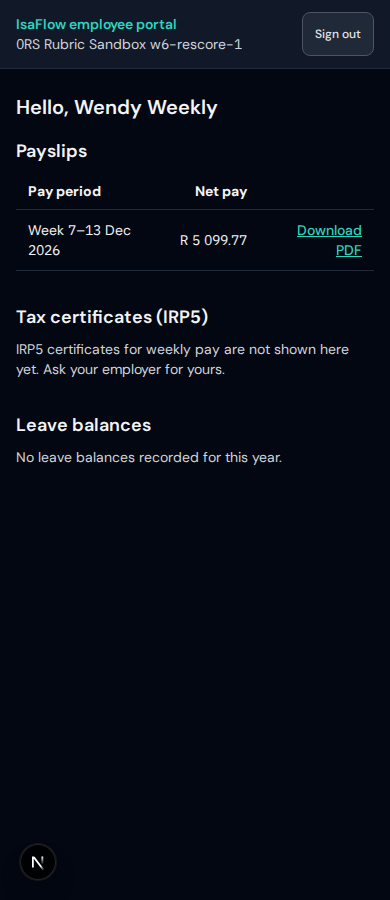 IsaFlow employee portal
0RS Rubric Sandbox w6-rescore-1
Sign out
Hello, Wendy Weekly
Payslips
Pay period Net pay
Week 7–13 Dec 2026 R 5 099.77 Download PDF
Tax certificates (IRP5)
IRP5 certificates for weekly pay are not shown here
yet. Ask your employer for yours.
Leave balances
No leave balances recorded for this year.
N